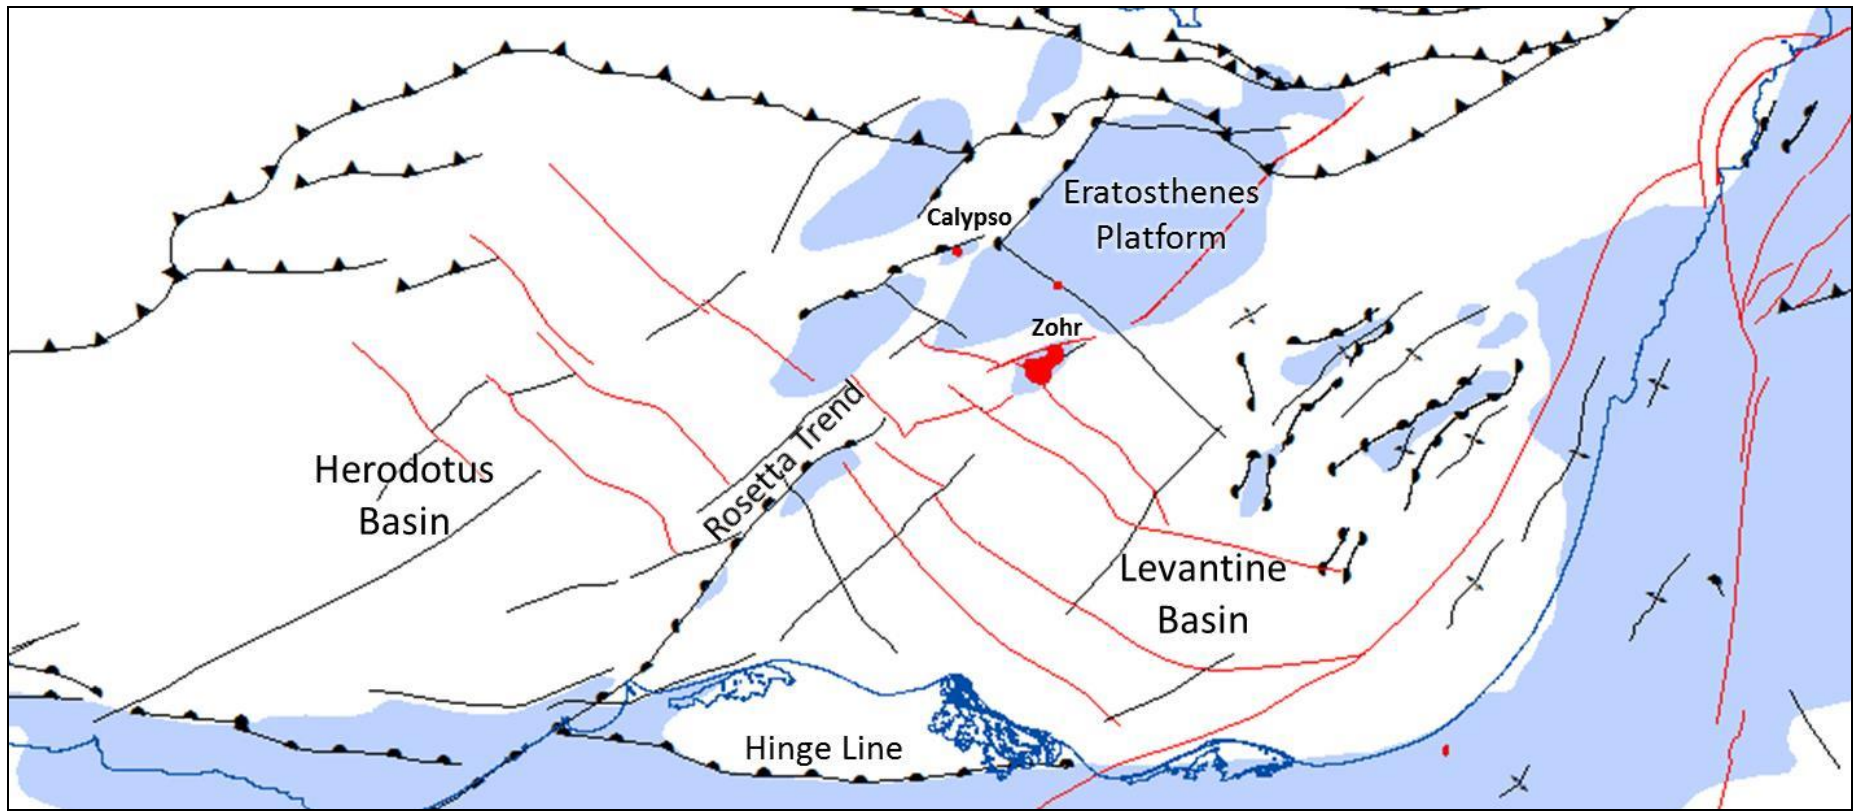 Eratosthenes
Platform
Calypso
Zohr
Rosetta Trend
Herodotus
Basin
Levantine
Basin
Hinge Line